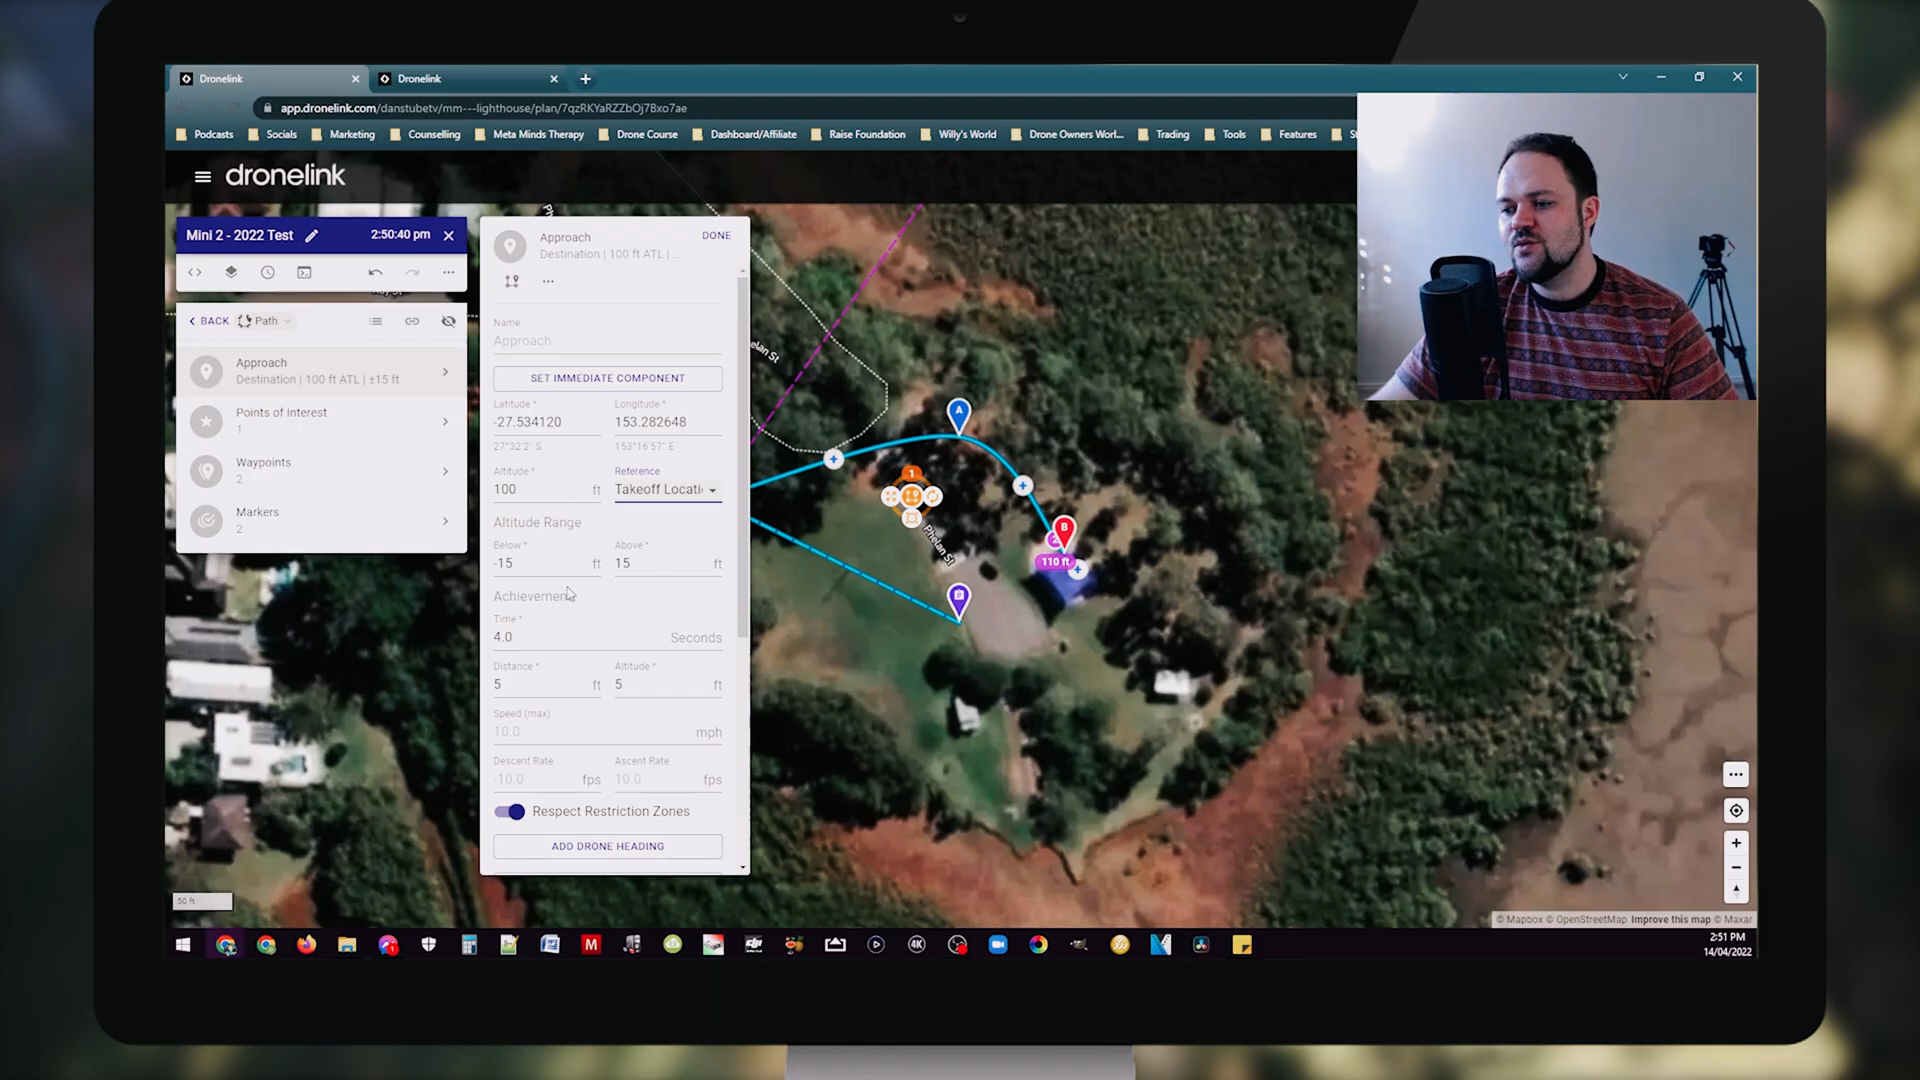 Dronelink
Dronelink
app.dronelink.com/danstubetv/mm---lighthouse/plan/7qzRKYaRZZbOj7Bxo7ae
Podcasts
Socials
Marketing
Counselling
Meta Minds Therapy
Drone Course
Dashboard/Affiliate
Raise Foundation
Willy's World
Drone Owners Worl...
Trading
Tools
Features
dronelink
Mini 2 - 2022 Test
2:50:40 pm
BACK
Path
Approach
Destination | 100 ft ATL | ±15 ft
Points of Interest
1
Waypoints
2
Markers
2
Approach
DONE
Destination | 100 ft ATL | ...
Name
Approach
SET IMMEDIATE COMPONENT
Latitude *
Longitude *
-27.534120
153.282648
27°32'2" S
153°16'57" E
Altitude *
Reference
100 ft
Takeoff Locati
Altitude Range
Below *
Above *
-15 ft
15 ft
Achievement
Time *
4.0 Seconds
Distance *
Altitude *
5 ft
5 ft
Speed (max)
10.0 mph
Descent Rate
Ascent Rate
-10.0 fps
10.0 fps
Respect Restriction Zones
ADD DRONE HEADING
A
1
B
2
110 ft
Phelan St
elan St
50 ft
© Mapbox © OpenStreetMap Improve this map © Maxar
2:51 PM
14/04/2022